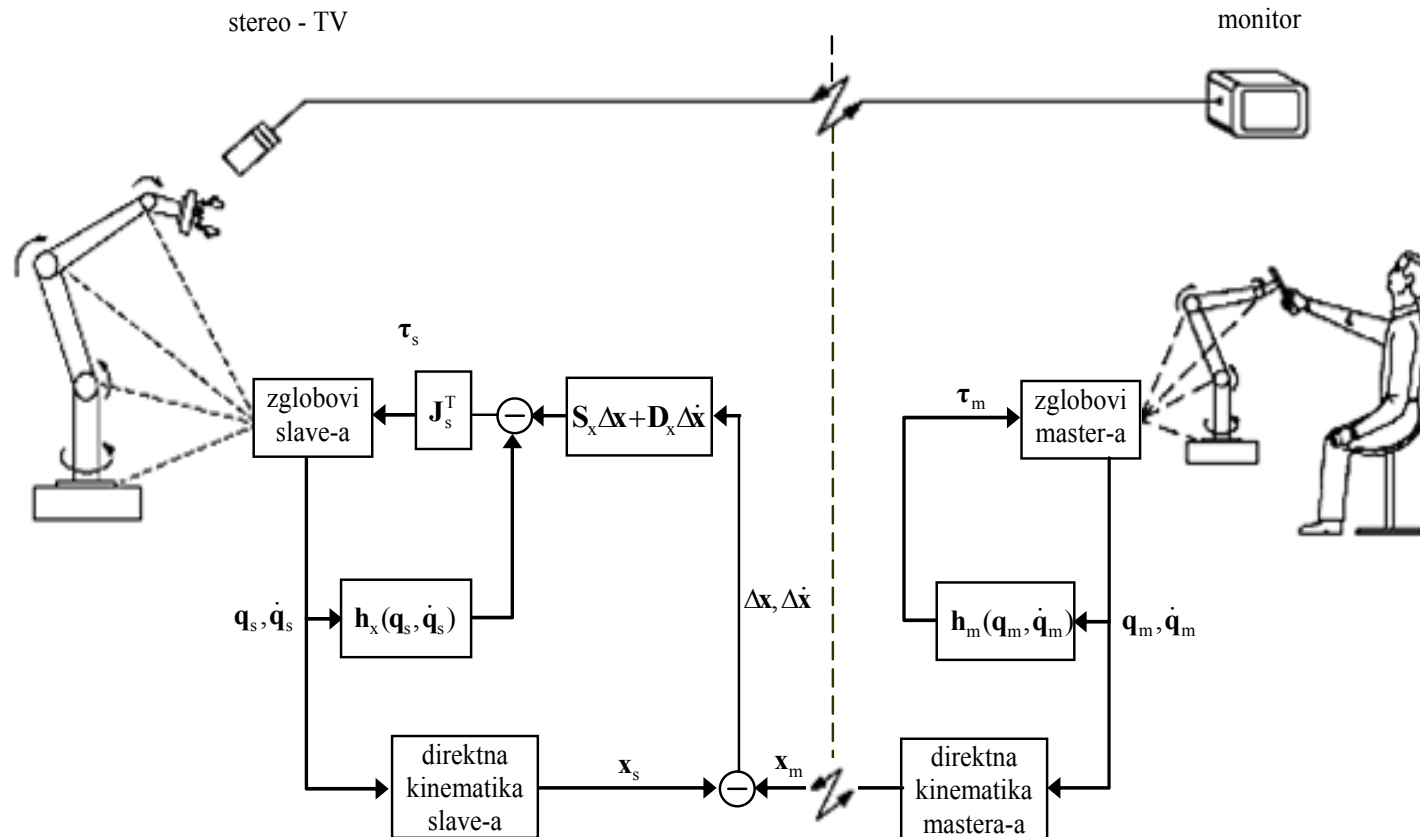 stereo - TV
monitor
τₛ
zglobovi
slave-a
Jₛᵀ
−
SₓΔx+DₓΔẋ
τₘ
zglobovi
master-a
qₛ,q̇ₛ
hₓ(qₛ,q̇ₛ)
Δx,Δẋ
hₘ(qₘ,q̇ₘ)
qₘ,q̇ₘ
direktna
kinematika
slave-a
xₛ
−
xₘ
direktna
kinematika
mastera-a